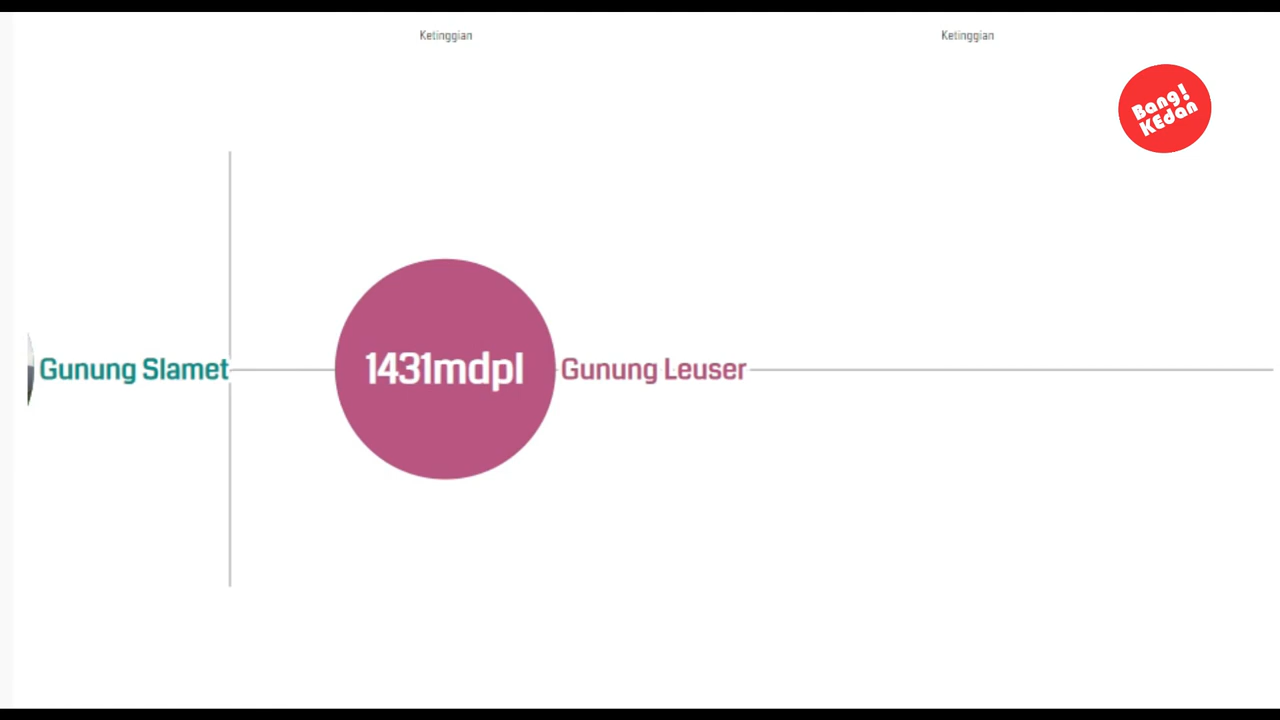 Ketinggian
Ketinggian
Bang!
KEdan
Gunung Slamet
1431mdpl
Gunung Leuser